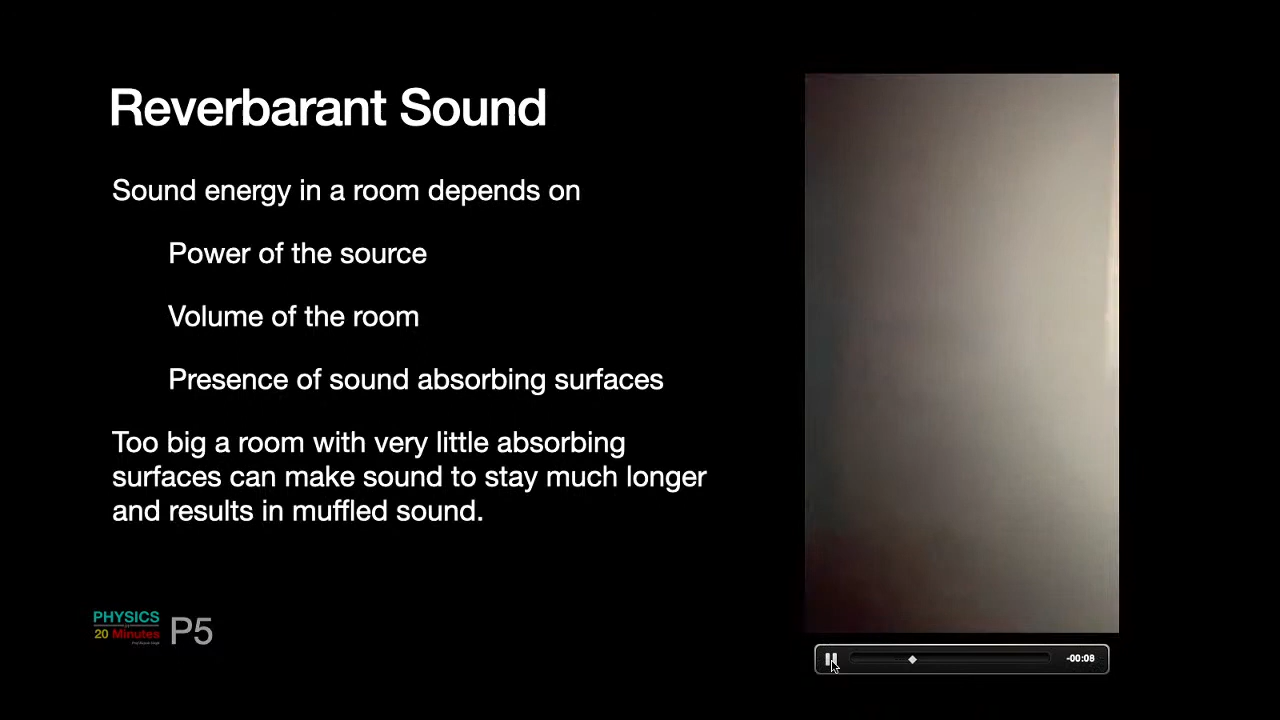 Reverbarant Sound
Sound energy in a room depends on
Power of the source
Volume of the room
Presence of sound absorbing surfaces
Too big a room with very little absorbing
surfaces can make sound to stay much longer
and results in muffled sound.
PHYSICS
20 Minutes
P5
-00:08